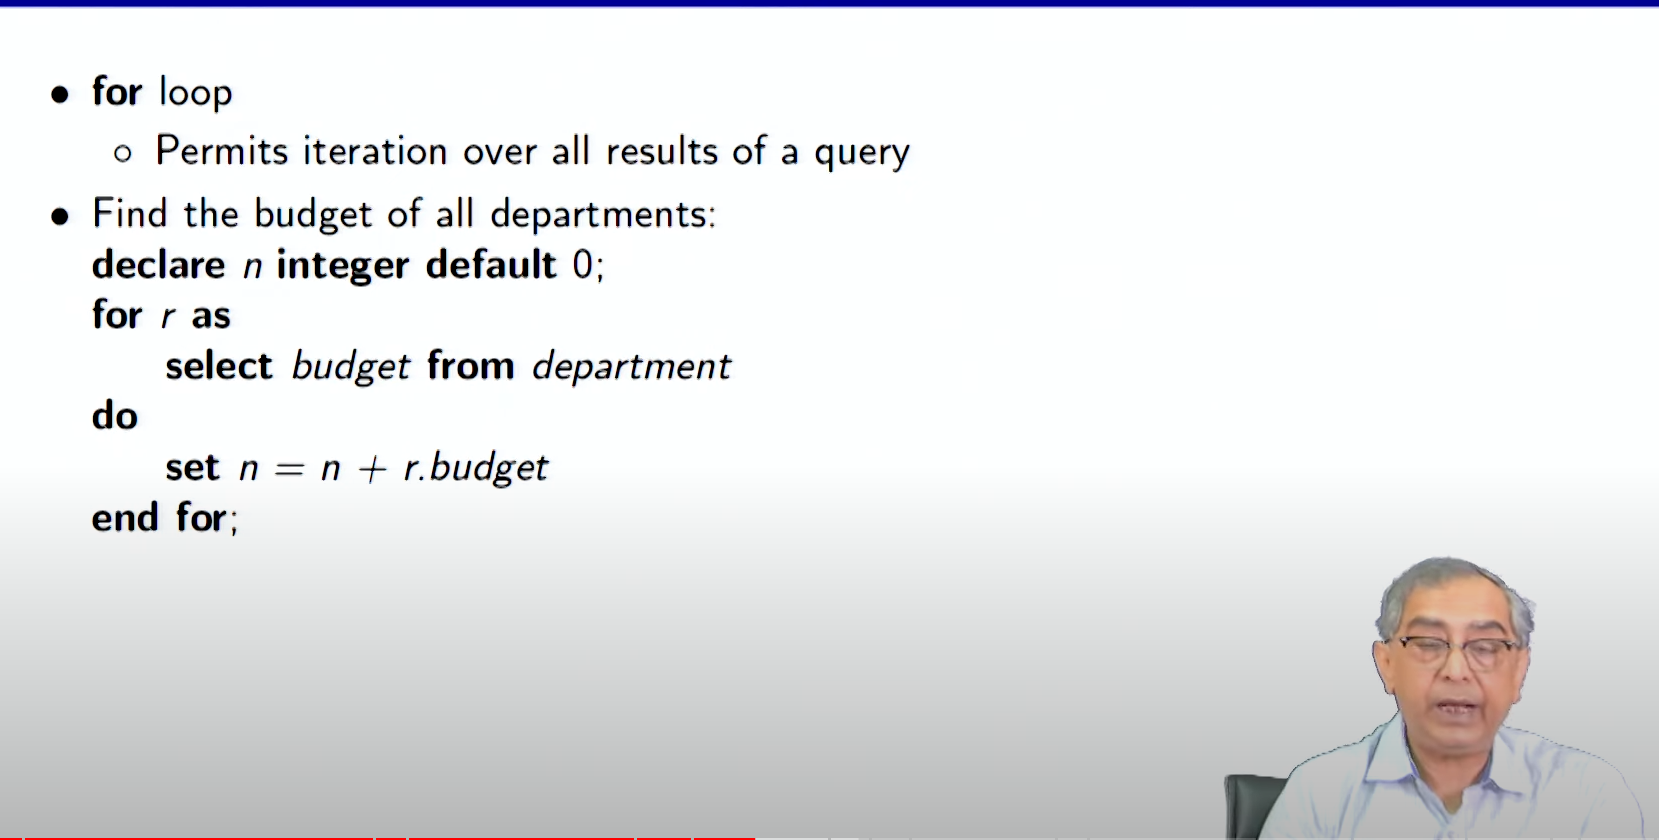 • for loop
◦ Permits iteration over all results of a query
• Find the budget of all departments:
declare n integer default 0;
for r as
select budget from department
do
set n = n + r.budget
end for;